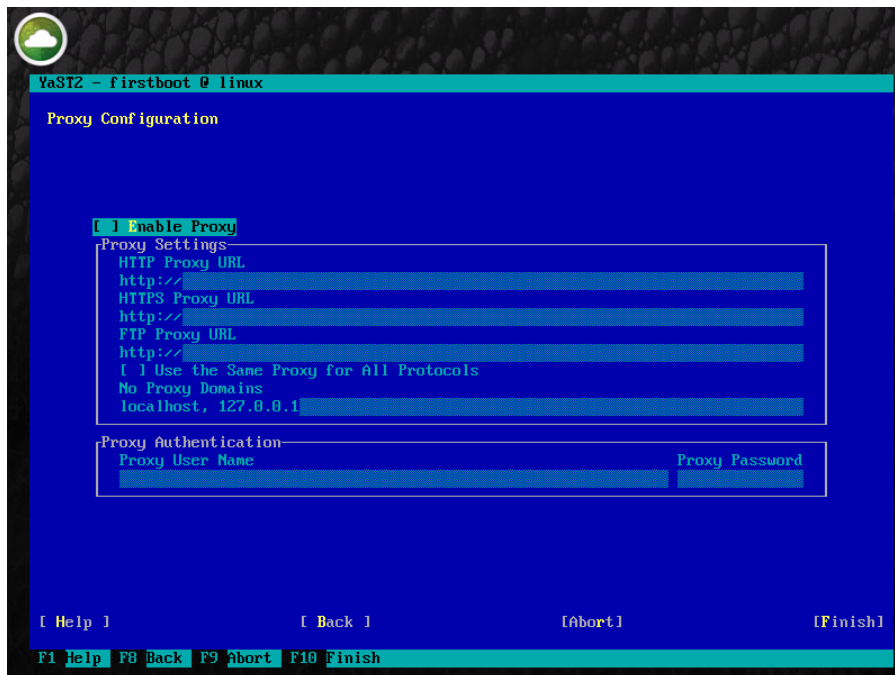 YaST2 - firstboot @ linux
Proxy Configuration
[ ] Enable Proxy
Proxy Settings
HTTP Proxy URL
http://
HTTPS Proxy URL
http://
FTP Proxy URL
http://
[ ] Use the Same Proxy for All Protocols
No Proxy Domains
localhost, 127.0.0.1
Proxy Authentication
Proxy User Name Proxy Password
[ Help ] [ Back ] [Abort] [Finish]
F1 Help F8 Back F9 Abort F10 Finish